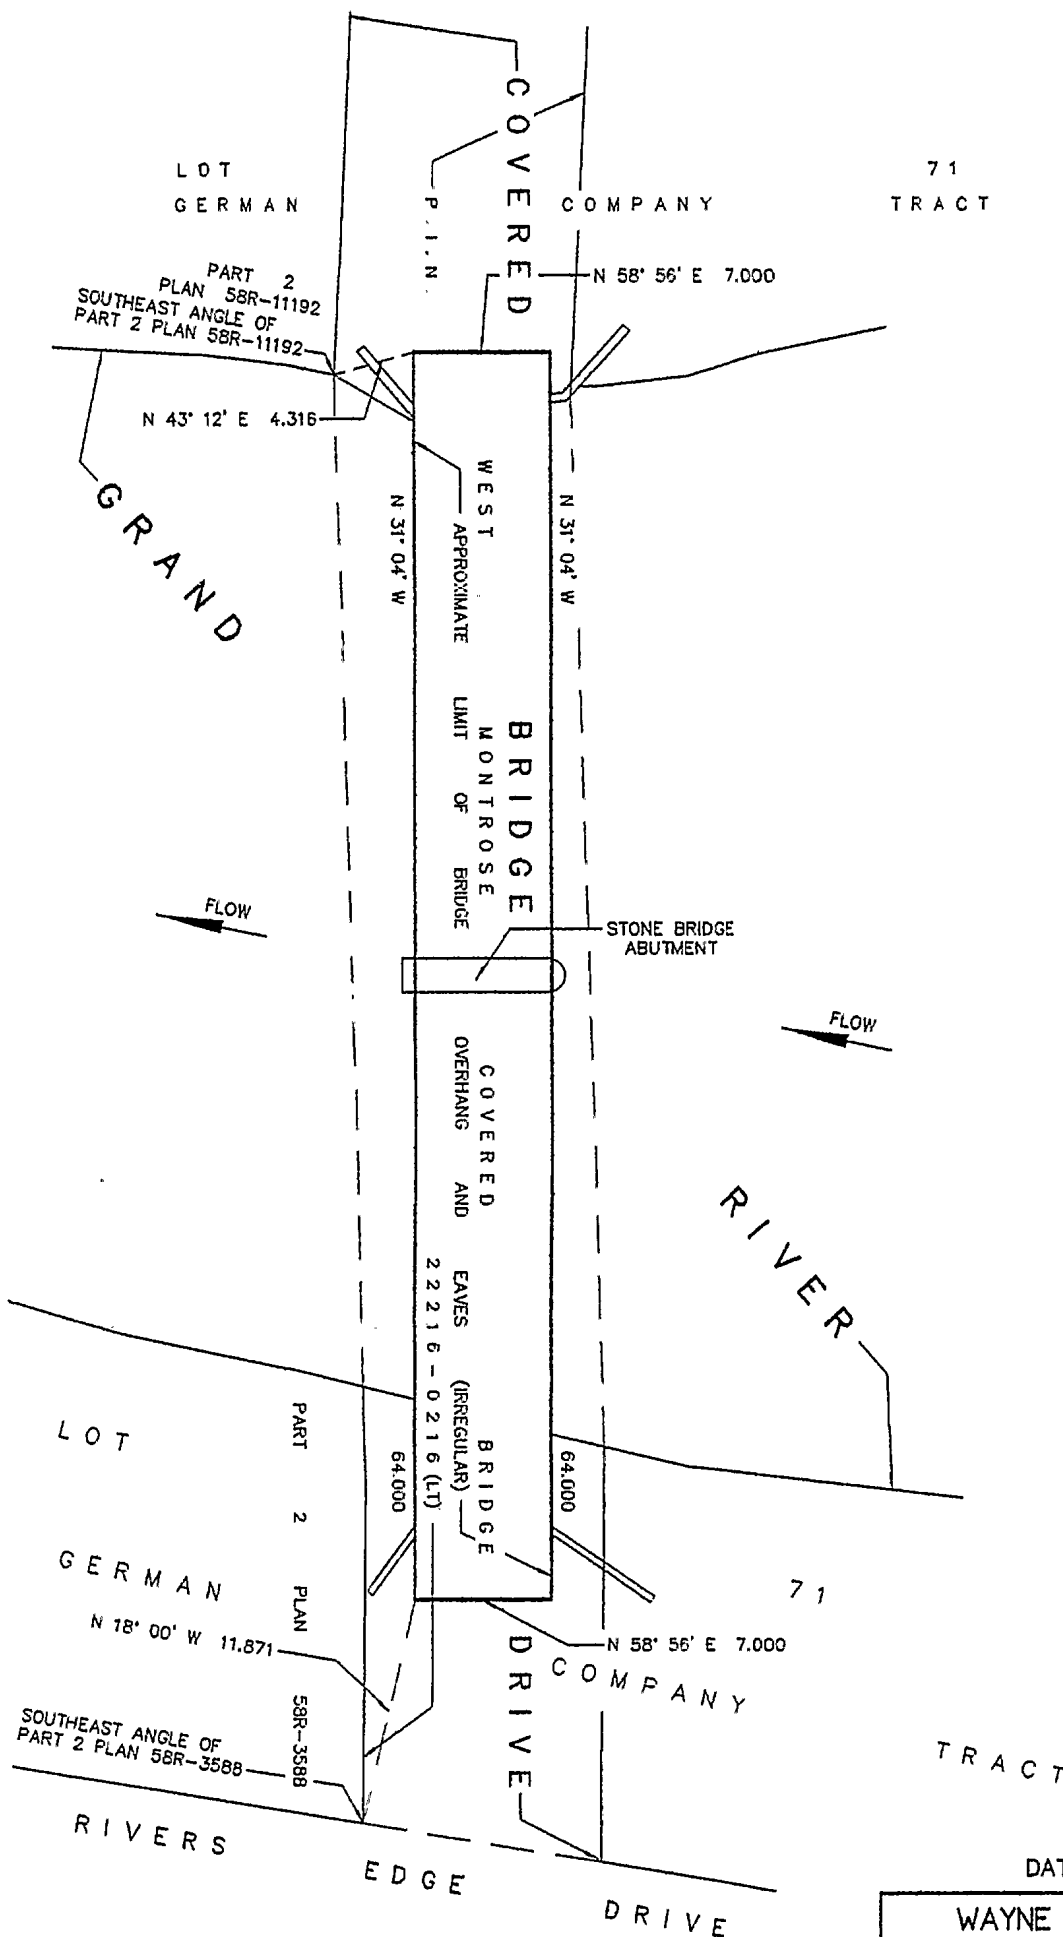 COVERED
LOT
71
GERMAN
COMPANY
TRACT
P.I.N.
N 58° 56' E 7.000
PART 2
PLAN 58R-11192
SOUTHEAST ANGLE OF
PART 2 PLAN 58R-11192
N 43° 12' E 4.316
GRAND
N 31° 04' W
N 31° 04' W
WEST
MONTROSE
COVERED
BRIDGE
APPROXIMATE LIMIT OF BRIDGE
OVERHANG AND EAVES (IRREGULAR)
BRIDGE
FLOW
STONE BRIDGE
ABUTMENT
FLOW
RIVER
22216-0216 (LT)
64.000
64.000
LOT
71
GERMAN
COMPANY
TRACT
PART 2 PLAN 58R-3588
N 18° 00' W 11.871
N 58° 56' E 7.000
DRIVE
SOUTHEAST ANGLE OF
PART 2 PLAN 58R-3588
RIVERS
EDGE
DRIVE
DAT
WAYNE